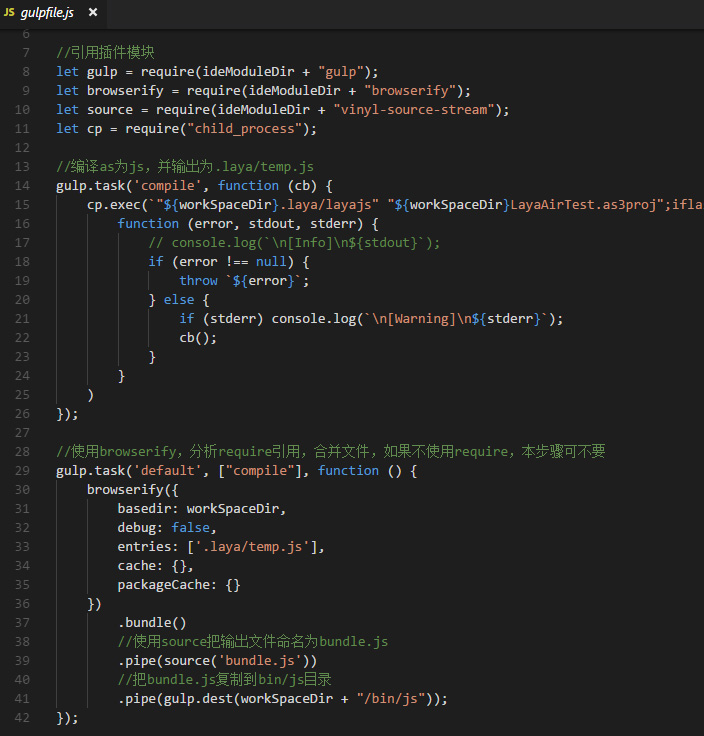 JS gulpfile.js ×
6
7 //引用插件模块
8 let gulp = require(ideModuleDir + "gulp");
9 let browserify = require(ideModuleDir + "browserify");
10 let source = require(ideModuleDir + "vinyl-source-stream");
11 let cp = require("child_process");
12
13 //编译as为js，并输出为.laya/temp.js
14 gulp.task('compile', function (cb) {
15     cp.exec(`"${workSpaceDir}.laya/layajs" "${workSpaceDir}LayaAirTest.as3proj";ifla
16         function (error, stdout, stderr) {
17             // console.log(`\n[Info]\n${stdout}`);
18             if (error !== null) {
19                 throw `${error}`;
20             } else {
21                 if (stderr) console.log(`\n[Warning]\n${stderr}`);
22                 cb();
23             }
24         }
25     )
26 });
27
28 //使用browserify，分析require引用，合并文件，如果不使用require，本步骤可不要
29 gulp.task('default', ["compile"], function () {
30     browserify({
31         basedir: workSpaceDir,
32         debug: false,
33         entries: ['.laya/temp.js'],
34         cache: {},
35         packageCache: {}
36     })
37         .bundle()
38         //使用source把输出文件命名为bundle.js
39         .pipe(source('bundle.js'))
40         //把bundle.js复制到bin/js目录
41         .pipe(gulp.dest(workSpaceDir + "/bin/js"));
42 });